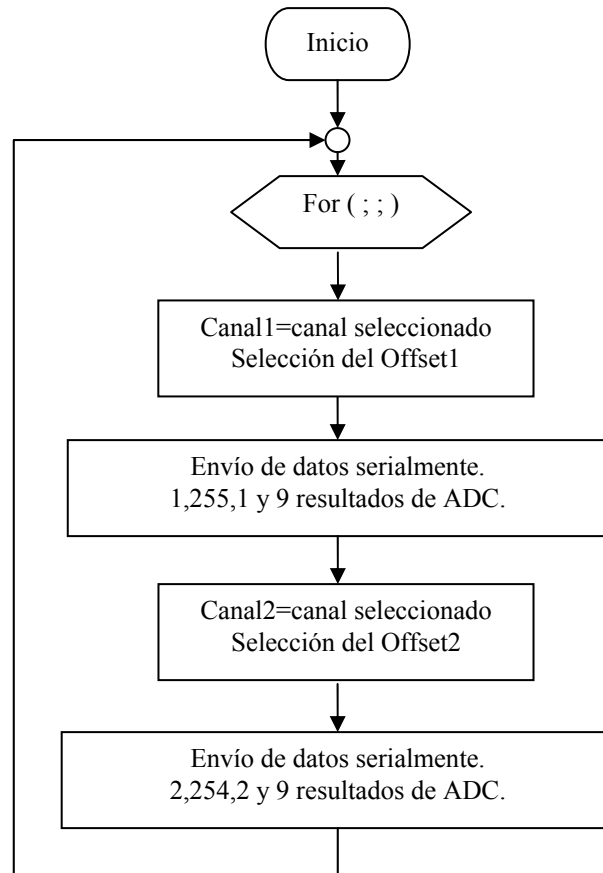 Inicio
For ( ; ; )
Canal1=canal seleccionado
Selección del Offset1
Envío de datos serialmente.
1,255,1 y 9 resultados de ADC.
Canal2=canal seleccionado
Selección del Offset2
Envío de datos serialmente.
2,254,2 y 9 resultados de ADC.